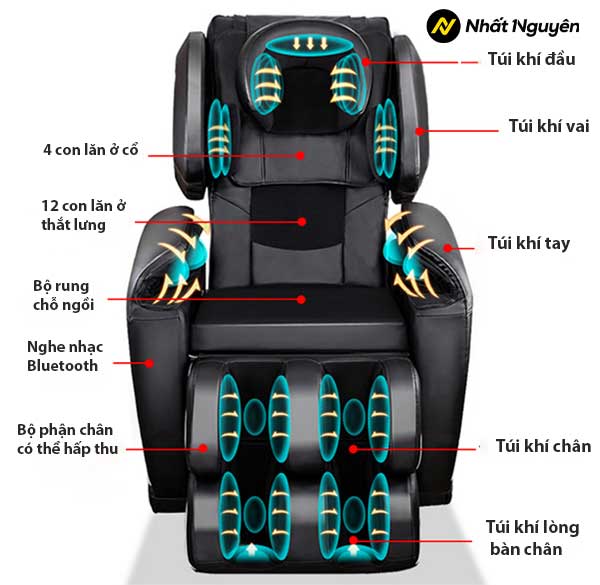 Nhất Nguyên
Túi khí đầu
Túi khí vai
4 con lăn ở cổ
12 con lăn ở
thắt lưng
Túi khí tay
Bộ rung
chỗ ngồi
Nghe nhạc
Bluetooth
Bộ phận chân
có thể hấp thu
Túi khí chân
Túi khí lòng
bàn chân